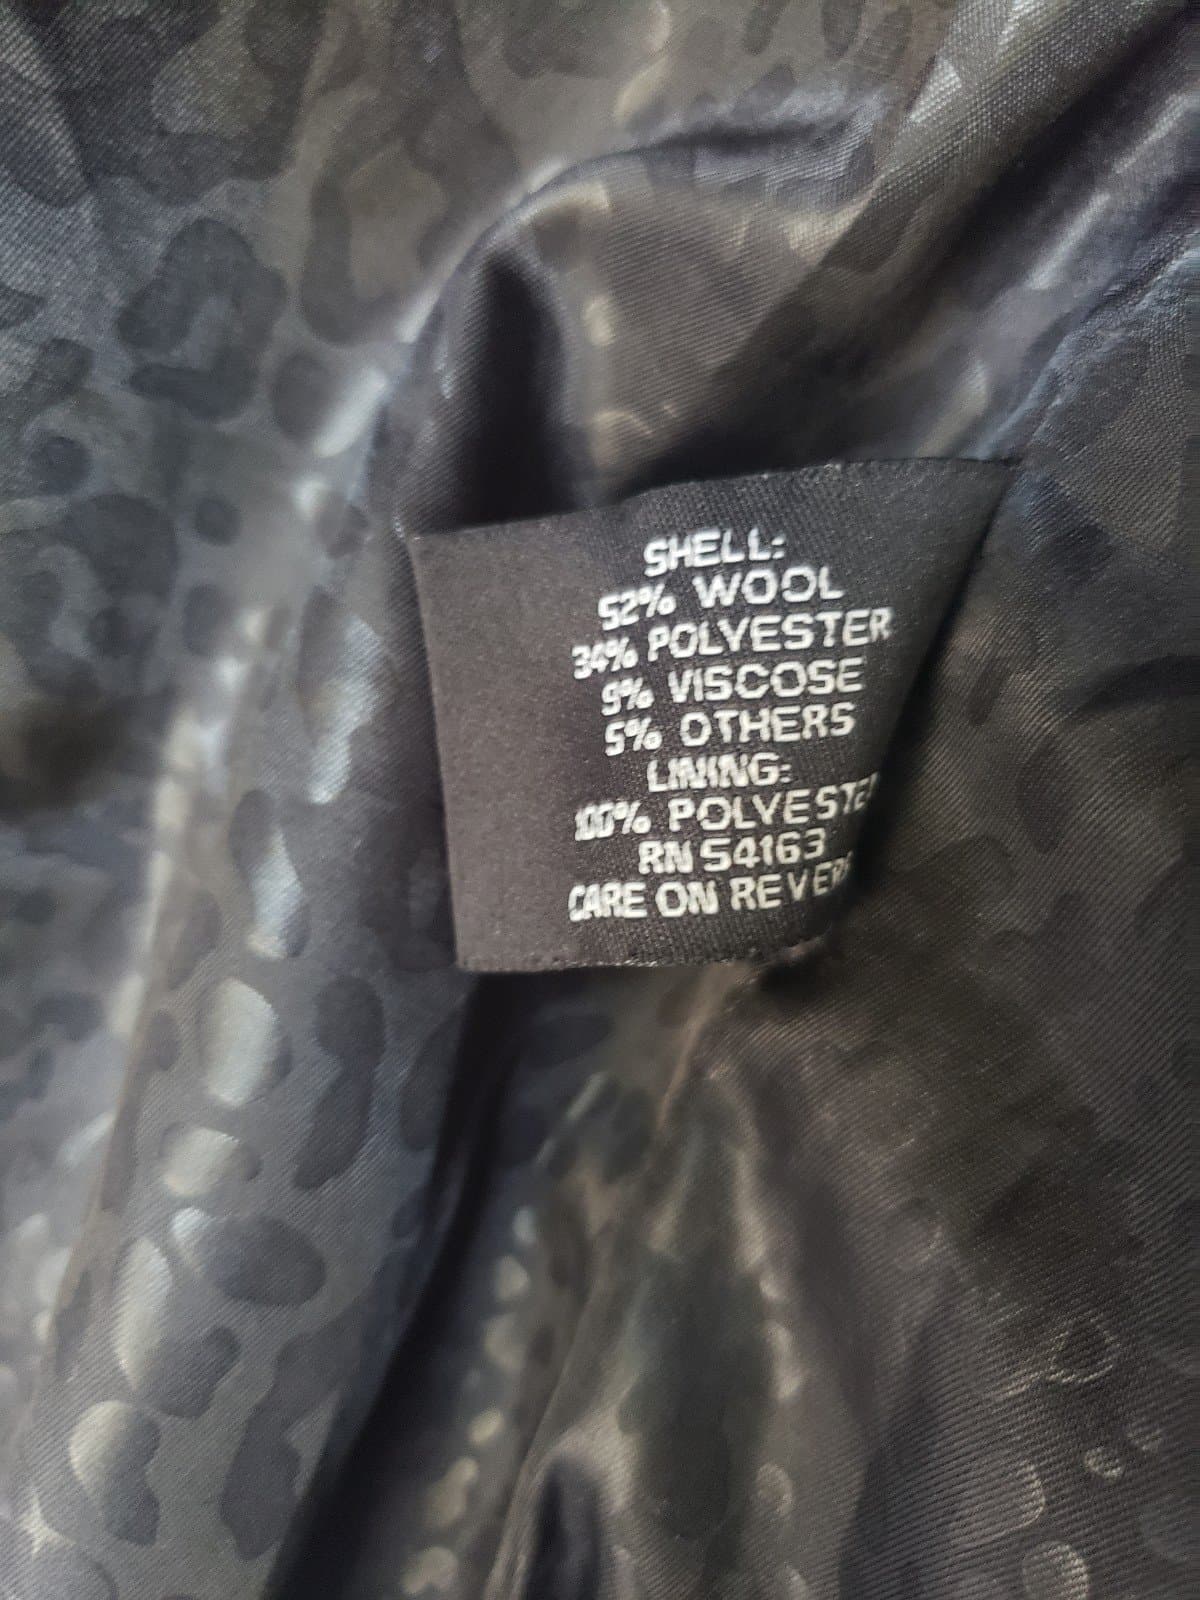 SHELL:
52% WOOL
34% POLYESTER
9% VISCOSE
5% OTHERS
LINING:
100% POLYESTE
RN 54163
CARE ON REVER